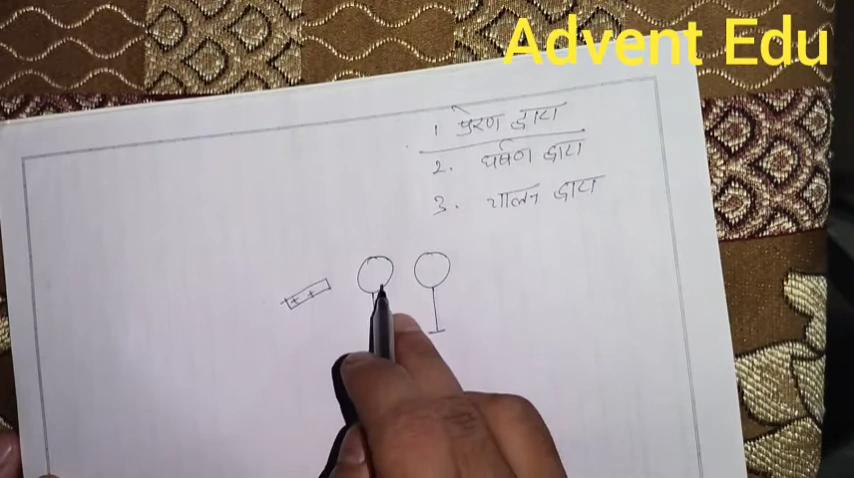 Advent Edu
1 प्रेरण द्वारा
2. घर्षण द्वारा
3. चालन द्वारा
+ +